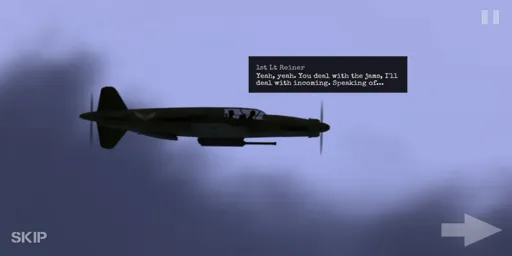 1st Lt Reiner
Yeah, yeah. You deal with the jams, I'll
deal with incoming. Speaking of...
SKIP